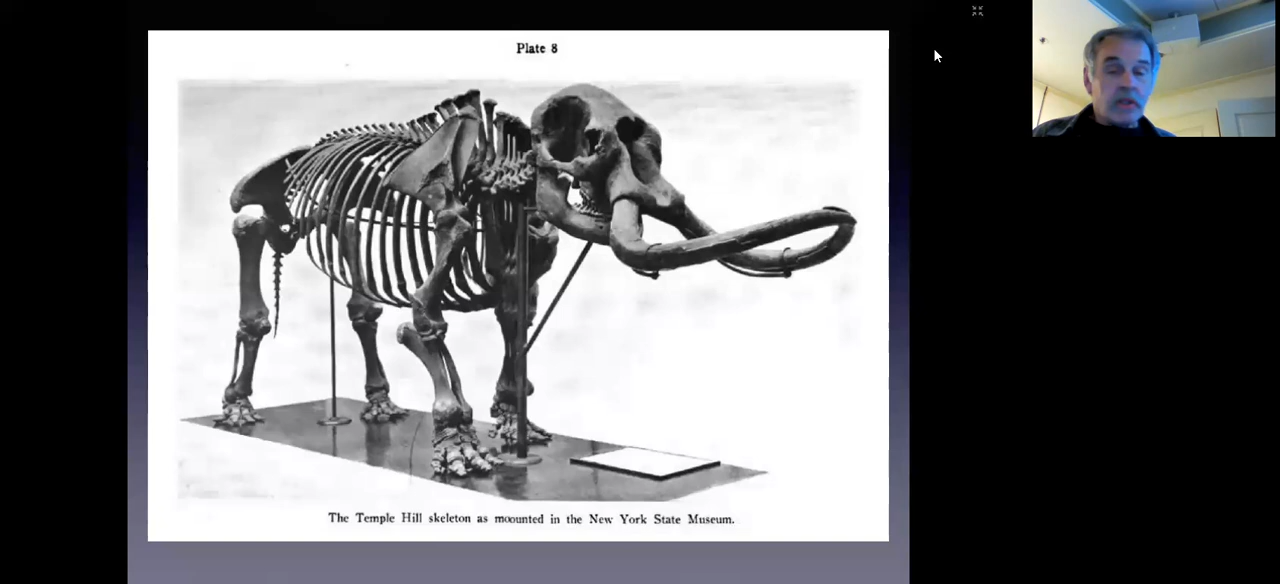 Plate 8
The Temple Hill skeleton as moounted in the New York State Museum.